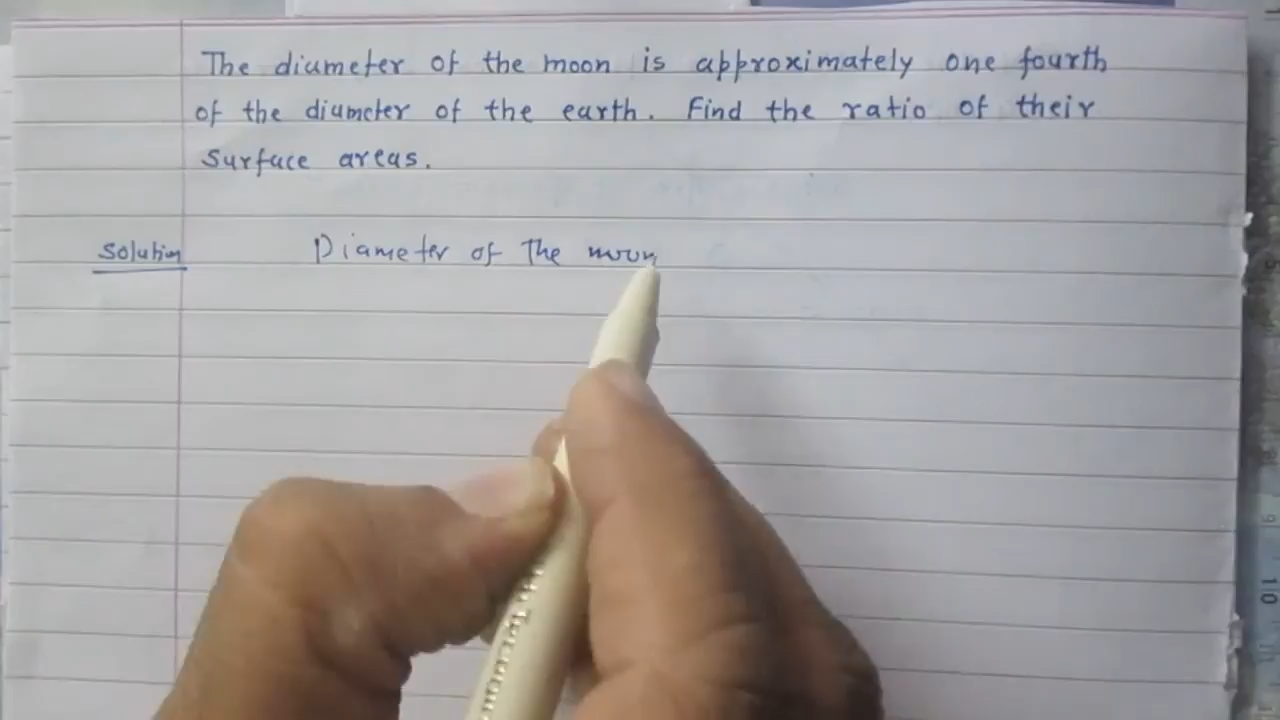 The diameter of the moon is approximately one fourth
of the diameter of the earth. Find the ratio of their
Surface areas.
Solution Diameter of The moon